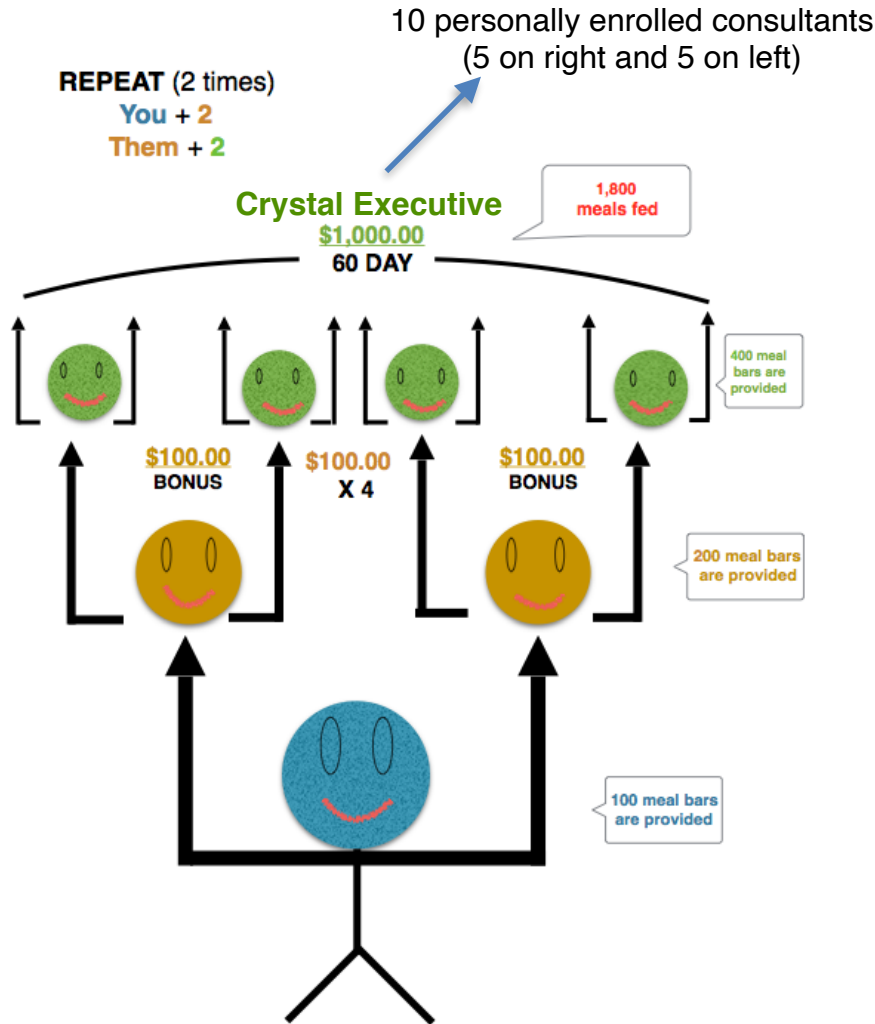 10 personally enrolled consultants
(5 on right and 5 on left)
REPEAT (2 times)
You + 2
Them + 2
Crystal Executive
$1,000.00
60 DAY
1,800
meals fed
400 meal
bars are
provided
$100.00
BONUS
$100.00
X 4
$100.00
BONUS
200 meal bars
are provided
100 meal bars
are provided